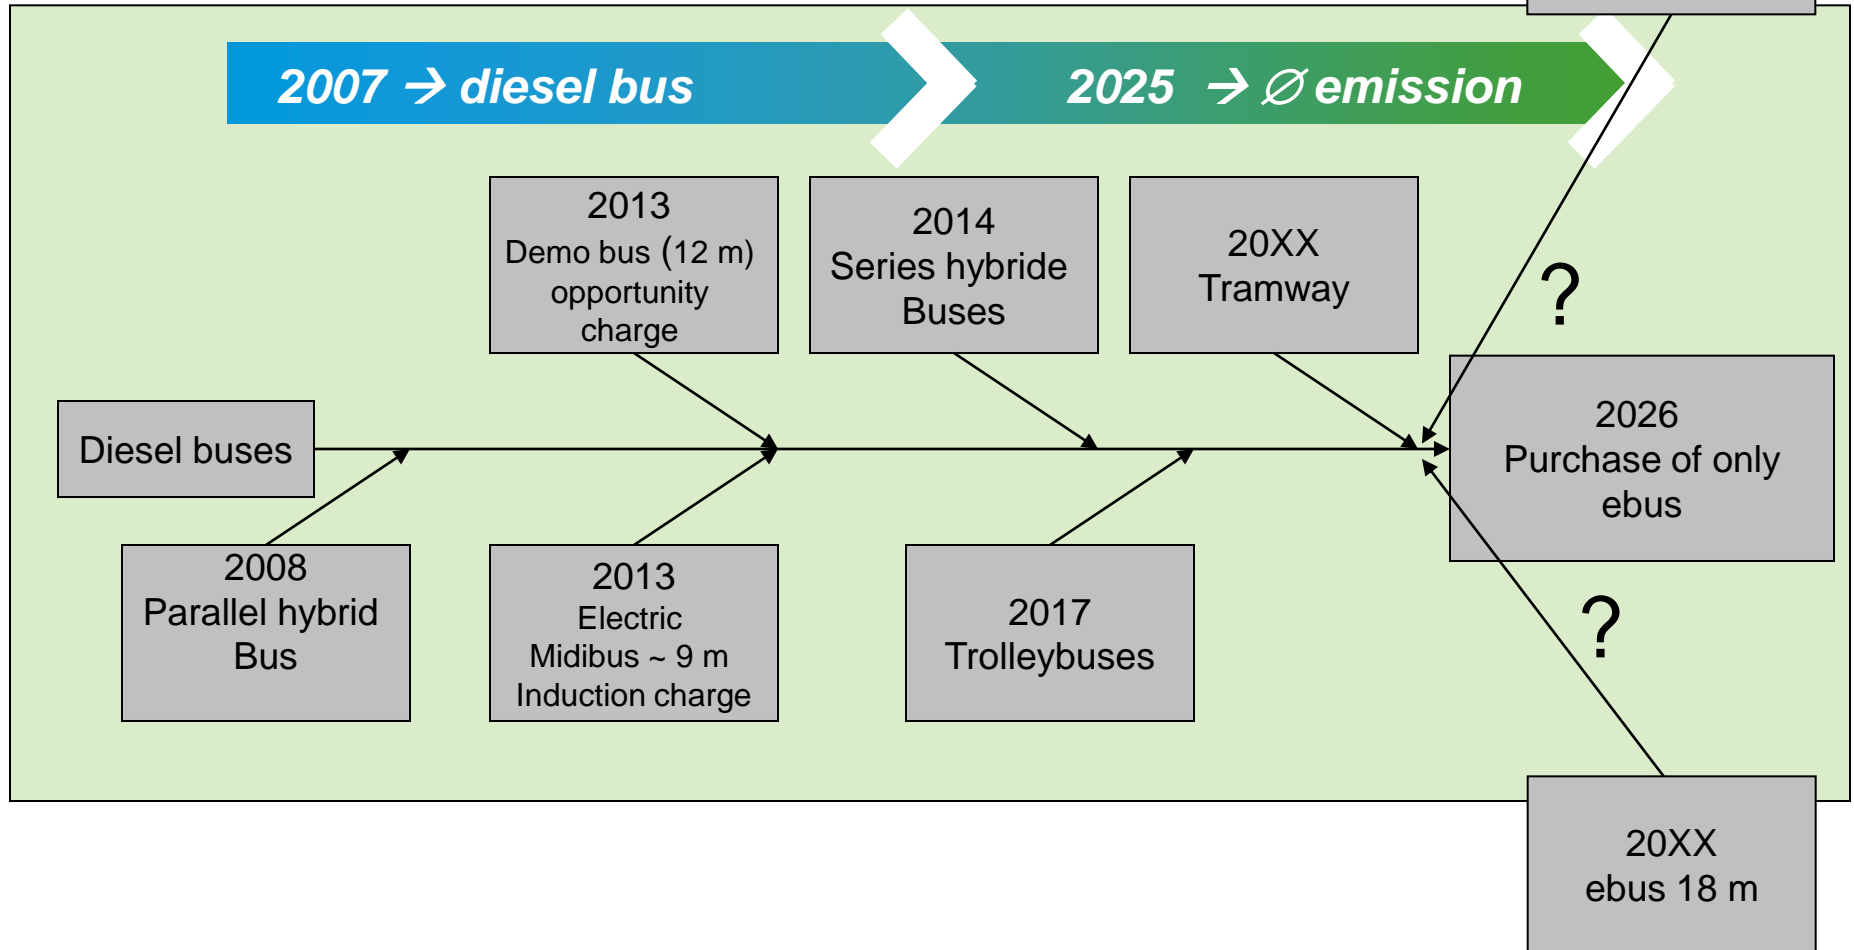 2007 → diesel bus
2025 → ∅ emission
2013
Demo bus (12 m)
opportunity
charge
2014
Series hybride
Buses
20XX
Tramway
?
Diesel buses
2026
Purchase of only
ebus
2008
Parallel hybrid
Bus
2013
Electric
Midibus ~ 9 m
Induction charge
2017
Trolleybuses
?
20XX
ebus 18 m